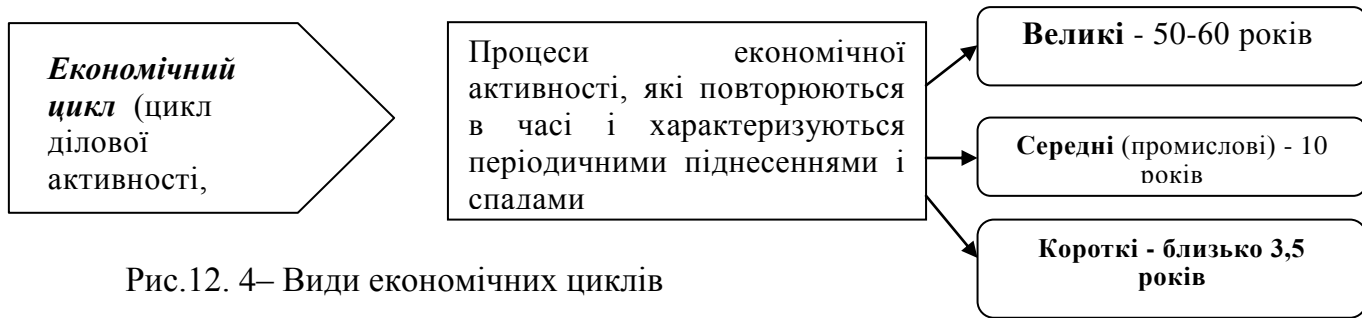 Економічний
цикл (цикл
ділової
активності,
Процеси економічної
активності, які повторюються
в часі і характеризуються
періодичними піднесеннями і
спадами
Великі - 50-60 років
Середні (промислові) - 10
років
Короткі - близько 3,5
років
Рис.12. 4– Види економічних циклів